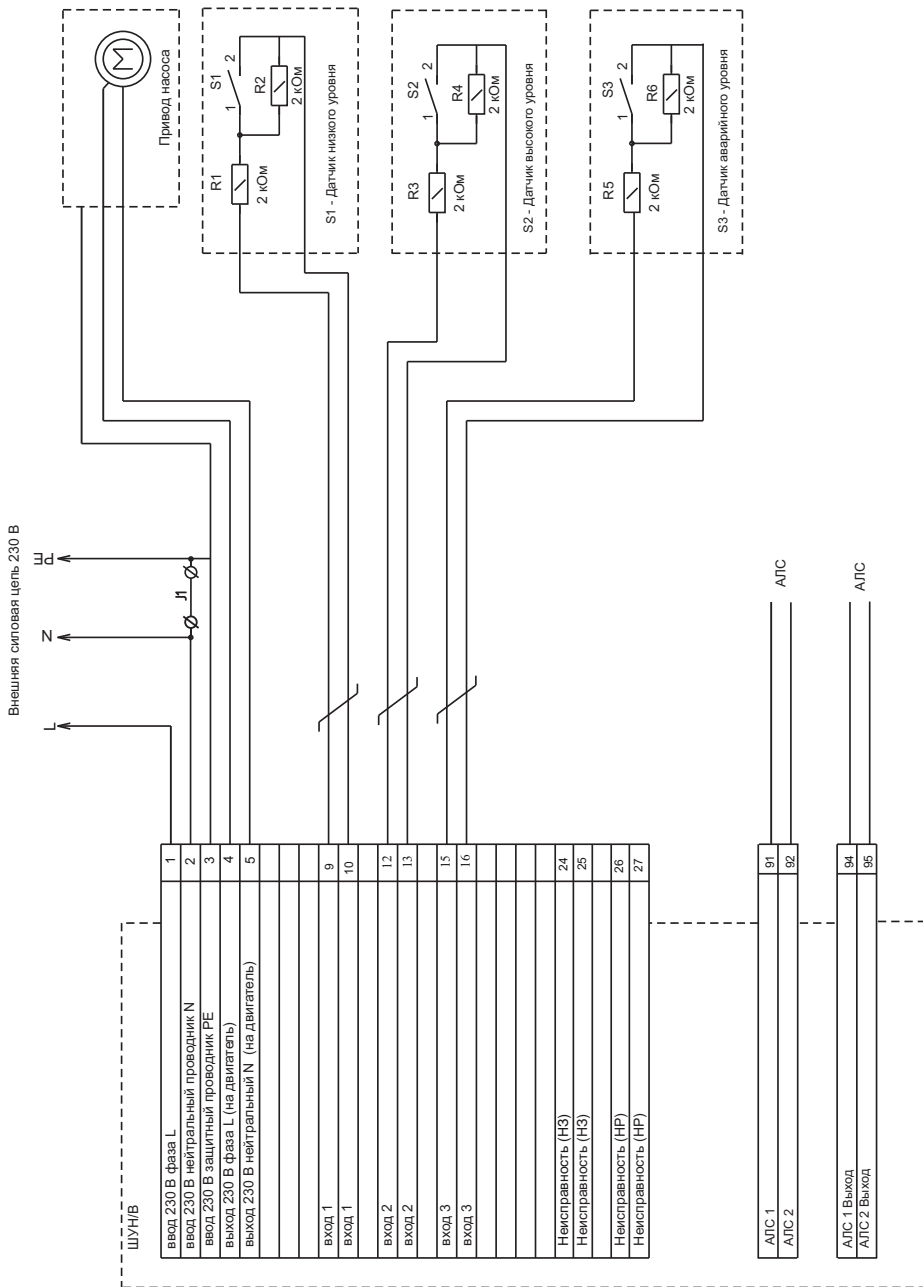 Внешняя силовая цепь 230 В
L
N
PE
J1
M
Привод насоса
S1
1
2
R1
2 кОм
R2
2 кОм
S1 - Датчик низкого уровня
S2
1
2
R3
2 кОм
R4
2 кОм
S2 - Датчик высокого уровня
S3
1
2
R5
2 кОм
R6
2 кОм
S3 - Датчик аварийного уровня
ШУН/В
ввод 230 В фаза L 1
ввод 230 В нейтральный проводник N 2
ввод 230 В защитный проводник PE 3
выход 230 В фаза L (на двигатель) 4
выход 230 В нейтральный N (на двигатель) 5
вход 1 9
вход 1 10
вход 2 12
вход 2 13
вход 3 15
вход 3 16
Неисправность (НЗ) 24
Неисправность (НЗ) 25
Неисправность (НР) 26
Неисправность (НР) 27
АЛС 1 91
АЛС 2 92
АЛС
АЛС 1 Выход 94
АЛС 2 Выход 95
АЛС